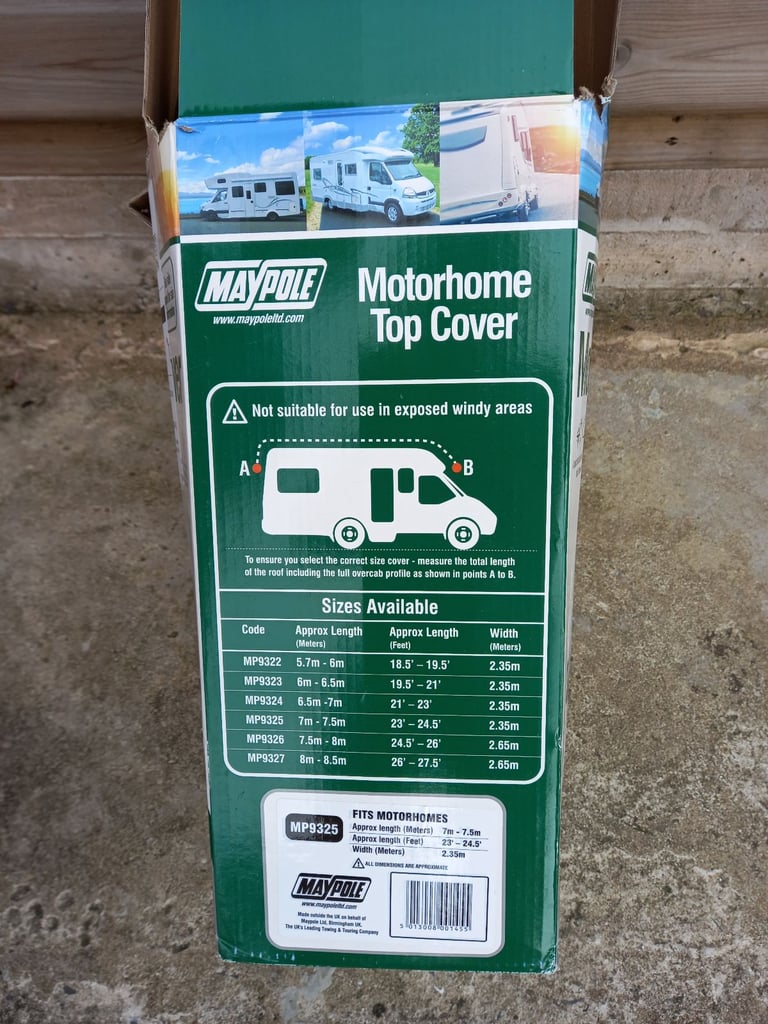 MAYPOLE
www.maypoleltd.com
Motorhome
Top Cover
Not suitable for use in exposed windy areas
A
B
To ensure you select the correct size cover - measure the total length
of the roof including the full overcab profile as shown in points A to B.
Sizes Available
Code Approx Length (Meters) Approx Length (Feet) Width (Meters)
MP9322 5.7m - 6m 18.5' – 19.5' 2.35m
MP9323 6m - 6.5m 19.5' – 21' 2.35m
MP9324 6.5m -7m 21' – 23' 2.35m
MP9325 7m - 7.5m 23' – 24.5' 2.35m
MP9326 7.5m - 8m 24.5' – 26' 2.65m
MP9327 8m - 8.5m 26' – 27.5' 2.65m
MP9325
FITS MOTORHOMES
Approx length (Meters) 7m - 7.5m
Approx length (Feet) 23' – 24.5'
Width (Meters) 2.35m
ALL DIMENSIONS ARE APPROXIMATE
MAYPOLE
www.maypoleltd.com
Made outside the UK on behalf of
Maypole Ltd, Birmingham UK.
The UK's Leading Towing & Touring Company
5 013008 001455